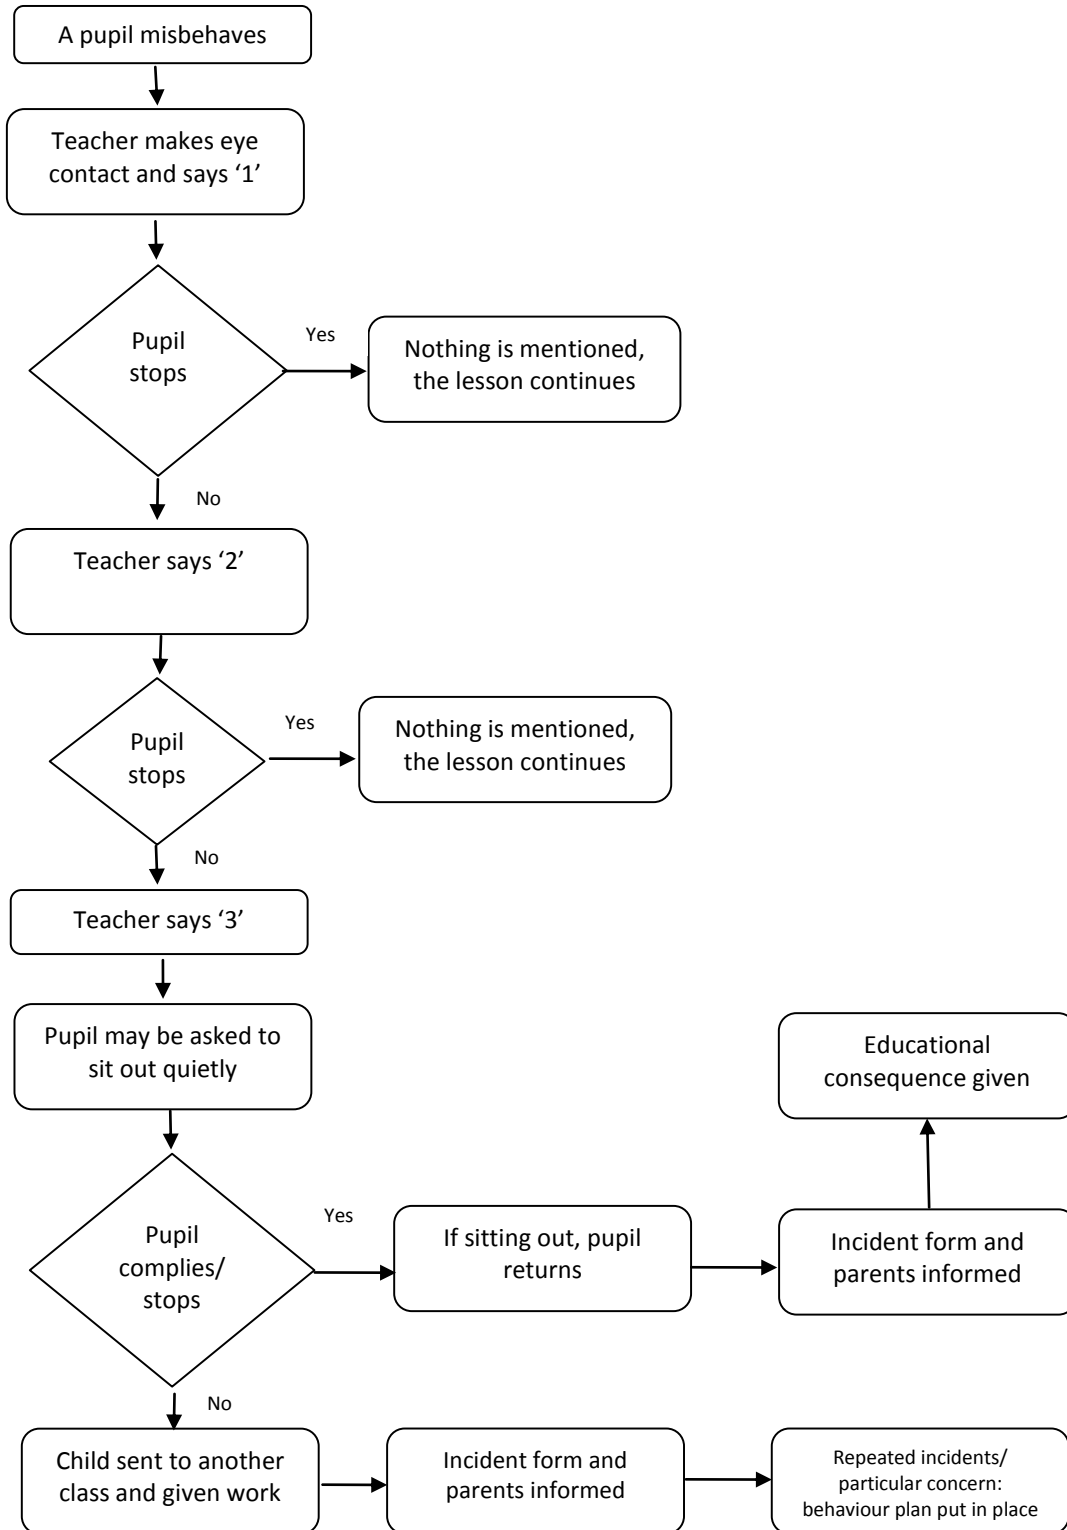 A pupil misbehaves
Teacher makes eye
contact and says ‘1’
Pupil
stops
Yes
Nothing is mentioned,
the lesson continues
No
Teacher says ‘2’
Pupil
stops
Yes
Nothing is mentioned,
the lesson continues
No
Teacher says ‘3’
Pupil may be asked to
sit out quietly
Educational
consequence given
Pupil
complies/
stops
Yes
If sitting out, pupil
returns
Incident form and
parents informed
No
Child sent to another
class and given work
Incident form and
parents informed
Repeated incidents/
particular concern:
behaviour plan put in place